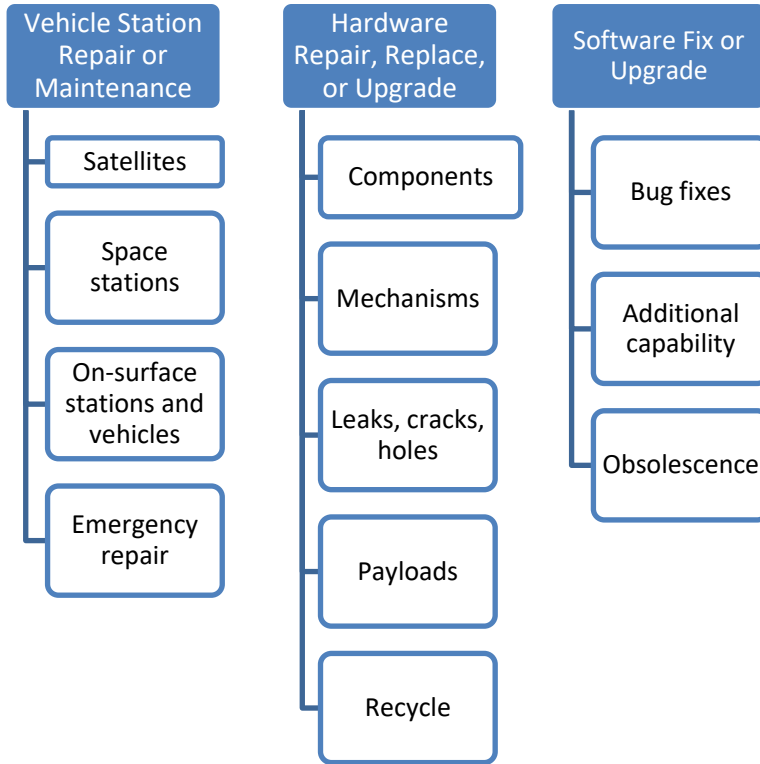 Vehicle Station
Repair or
Maintenance
Satellites
Space
stations
On-surface
stations and
vehicles
Emergency
repair
Hardware
Repair, Replace,
or Upgrade
Components
Mechanisms
Leaks, cracks,
holes
Payloads
Recycle
Software Fix or
Upgrade
Bug fixes
Additional
capability
Obsolescence